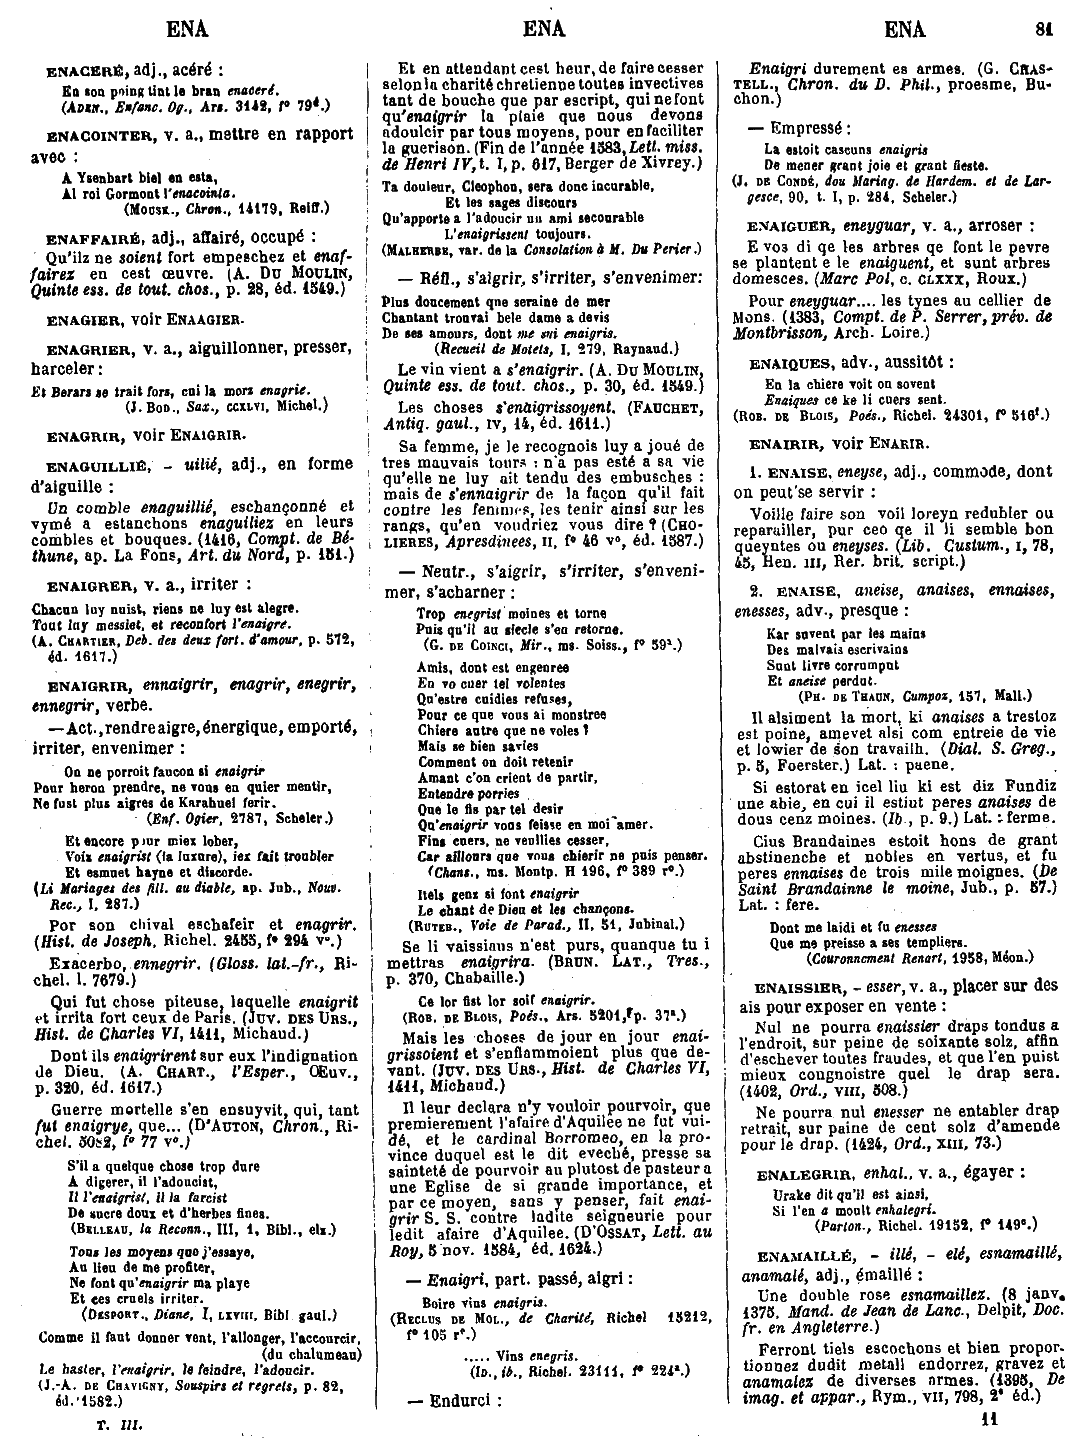 ENA
ENA
ENA
81
ENACERÉ, adj., acéré :
En son poing tint le bran enaceré.
(ADEN., Enfanc. Og., Ars. 3142, f° 79d.)
ENACOINTER, v. a., mettre en rapport
avec :
A Ysenbart biel en esta,
Al roi Gormont l'enacointa.
(MOUSK., Chron., 14179, Reiff.)
ENAFFAIRÉ, adj., affairé, occupé :
Qu'ilz ne soient fort empeschez et enaf-
fairez en cest œuvre. (A. DU MOULIN,
Quinte ess. de tout. chos., p. 28, éd. 1549.)
ENAGIER, voir ENAAGIER.
ENAGRIER, v. a., aiguillonner, presser,
harceler :
Et Berars se trait fors, cui la mors enagrie.
(J. BOD., Sax., CCXLVI, Michel.)
ENAGRIR, voir ENAIGRIR.
ENAGUILLIÉ, - uilié, adj., en forme
d'aiguille :
Un comble enaguillié, eschançonné et
vymé a estanchons enaguiliez en leurs
combles et bouques. (1416, Compt. de Bé-
thune, ap. La Fons, Art. du Nord, p. 151.)
ENAIGRER, v. a., irriter :
Chacun luy nuist, riens ne luy est alegre.
Tout luy messiet, et reconfort l'enaigre.
(A. CHARTIER, Deb. des deux fort. d'amour, p. 572,
éd. 1617.)
ENAIGRIR, ennaigrir, enagrir, enegrir,
ennegrir, verbe.
— Act., rendre aigre, énergique, emporté,
irriter, envenimer :
On ne porroit faucon si enaigrir
Pour heron prendre, ne vous en quier mentir,
Ne fust plus aigres de Karahuel ferir.
(Enf. Ogier, 2787, Scheler.)
Et encore pour miex lober,
Voix enaigrist (la luxure), iex fait troubler
Et esmuet hayne et discorde.
(Li Mariages des fill. au diable, ap. Jub., Nouv.
Rec., I, 287.)
Por son chival eschafeir et enagrir.
(Hist. de Joseph, Richel. 2455, f° 294 v°.)
Exacerbo, ennegrir. (Gloss. lat.-fr., Ri-
chel. l. 7679.)
Qui fut chose piteuse, laquelle enaigrit
et irrita fort ceux de Paris. (JUV. DES URS.,
Hist. de Charles VI, 1411, Michaud.)
Dont ils enaigrirent sur eux l'indignation
de Dieu. (A. CHART., l'Esper., Œuv.,
p. 320, éd. 1617.)
Guerre mortelle s'en ensuyvit, qui, tant
fut enaigrye, que... (D'AUTON, Chron., Ri-
chel. 5082, f° 77 v°.)
S'il a quelque chose trop dure
A digerer, il l'adoucist,
Il l'enaigrist, il la farcist
De sucre doux et d'herbes fines.
(BELLEAU, la Reconn., III, 1, Bibl. elz.)
Tous les moyens que j'essaye,
Au lieu de me profiter,
Ne font qu'enaigrir ma playe
Et ces cruels irriter.
(DESPORT., Diane, I, LXVIII, Bibl gaul.)
Comme il faut donner vent, l'allonger, l'accourcir,
(du chalumeau)
Le haster, l'enaigrir, le feindre, l'adoucir.
(J.-A. DE CHAVIGNY, Souspirs et regrets, p. 82,
éd. 1582.)
T. III.
Et en attendant cest heur, de faire cesser
selon la charité chretienne toutes invectives
tant de bouche que par escript, qui ne font
qu'enaigrir la plaie que nous devons
adoulcir par tous moyens, pour en faciliter
la guerison. (Fin de l'année 1583, Lett. miss.
de Henri IV, t. I, p. 617, Berger de Xivrey.)
Ta douleur, Cleophon, sera donc incurable,
Et les sages discours
Qu'apporte a l'adoucir un ami secourable
L'enaigrissent toujours.
(MALHERBE, var. de la Consolation à M. Du Perier.)
— Réfl., s'aigrir, s'irriter, s'envenimer:
Plus doucement que seraine de mer
Chantant trouvai bele dame a devis
De ses amours, dont me sui enaigris.
(Recueil de Motets, I, 279, Raynaud.)
Le vin vient a s'enaigrir. (A. DU MOULIN,
Quinte ess. de tout. chos., p. 30, éd. 1549.)
Les choses s'enaigrissoyent. (FAUCHET,
Antiq. gaul., IV, 14, éd. 1611.)
Sa femme, je le recognois luy a joué de
tres mauvais tours : n'a pas esté a sa vie
qu'elle ne luy ait tendu des embusches :
mais de s'ennaigrir de la façon qu'il fait
contre les femmes, les tenir ainsi sur les
rangs, qu'en voudriez vous dire ? (CHO-
LIERES, Apresdinees, II, f° 46 v°, éd. 1587.)
— Neutr., s'aigrir, s'irriter, s'enveni-
mer, s'acharner :
Trop enegrist moines et torne
Puis qu'il au siecle s'en retorne.
(G. DE COINCI, Mir., ms. Soiss., f° 59¹.)
Amis, dont est engenree
En vo cuer tel volentes
Qu'estre cuidies refuses,
Pour ce que vous ai monstree
Chiere autre que ne voles ?
Mais se bien savies
Comment on doit retenir
Amant c'on crient de partir,
Entendre porries
Que le fis par tel desir
Qu'enaigrir vous feisse en moi amer.
Fins cuers, ne veuilles cesser,
Car aillours que vous chierir ne puis penser.
(Chans., ms. Montp. H 196, f° 389 r°.)
Itels genz si font enaigrir
Le chant de Dieu et les chançons.
(RUTEB., Voie de Parad., II, 51, Jubinal.)
Se li vaissiaus n'est purs, quanque tu i
mettras enaigrira. (BRUN. LAT., Tres.,
p. 370, Chabaille.)
Ce lor fist lor soif enaigrir.
(ROB. DE BLOIS, Poés., Ars. 5201, p. 37ª.)
Mais les choses de jour en jour enai-
grissoient et s'enflammoient plus que de-
vant. (JUV. DES URS., Hist. de Charles VI,
1411, Michaud.)
Il leur declara n'y vouloir pourvoir, que
premierement l'afaire d'Aquilee ne fut vui-
dé, et le cardinal Borromeo, en la pro-
vince duquel est le dit eveché, presse sa
sainteté de pourvoir au plutost de pasteur a
une Eglise de si grande importance, et
par ce moyen, sans y penser, fait enai-
grir S. S. contre ladite seigneurie pour
ledit afaire d'Aquilee. (D'OSSAT, Lett. au
Roy, 5 nov. 1584, éd. 1624.)
— Enaigri, part. passé, aigri :
Boire vins enaigris.
(RECLUS DE MOL., de Charité, Richel 15212,
f° 105 r°.)
..... Vins enegris.
(ID., ib., Richel. 23111, f° 224ª.)
— Endurci :
Enaigri durement es armes. (G. CHAS-
TELL., Chron. du D. Phil., proesme, Bu-
chon.)
— Empressé :
La estoit cascuns enaigris
De mener grant joie et grant fieste.
(J. DE CONDÉ, dou Mariag. de Hardem. et de Lar-
gesce, 90, t. I, p. 284, Scheler.)
ENAIGUER, eneyguar, v. a., arroser :
E vos di qe les arbres qe font le pevre
se plantent e le enaiguent, et sunt arbres
domesces. (Marc Pol, c. CLXXX, Roux.)
Pour eneyguar.... les tynes au cellier de
Mons. (1383, Compt. de P. Serrer, prév. de
Montbrisson, Arch. Loire.)
ENAIQUES, adv., aussitôt :
En la chiere voit on sovent
Enaiques ce ke li cuers sent.
(ROB. DE BLOIS, Poés., Richel. 24301, f° 516¹.)
ENAIRIR, voir ENARIR.
1. ENAISE, eneyse, adj., commode, dont
on peut se servir :
Voille faire son voil loreyn redubler ou
reparailler, pur ceo qe il li semble bon
queyntes ou eneyses. (Lib. Custum., I, 78,
45, Hen. III, Rer. brit. script.)
2. ENAISE, aneise, anaises, ennaises,
enesses, adv., presque :
Kar suvent par les mains
Des malvais escrivains
Sunt livre corrumput
Et aneise perdut.
(PH. DE THAUN, Cumpoz, 157, Mall.)
Il alsiment la mort, ki anaises a trestoz
est poine, amevet alsi com entreie de vie
et lowier de son travailh. (Dial. S. Greg.,
p. 5, Foerster.) Lat. : paene.
Si estorat en icel liu ki est diz Fundiz
une abie, en cui il estiut peres anaises de
dous cenz moines. (Ib., p. 9.) Lat. : ferme.
Cius Brandaines estoit hons de grant
abstinenche et nobles en vertus, et fu
peres ennaises de trois mile moignes. (De
Saint Brandainne le moine, Jub., p. 57.)
Lat. : fere.
Dont me laidi et fu enesses
Que me preisse a ses templiers.
(Couronnement Renart, 1958, Méon.)
ENAISSIER, - esser, v. a., placer sur des
ais pour exposer en vente :
Nul ne pourra enaissier draps tondus a
l'endroit, sur peine de soixante solz, affin
d'eschever toutes fraudes, et que l'en puist
mieux congnoistre quel le drap sera.
(1402, Ord., VIII, 508.)
Ne pourra nul enesser ne entabler drap
retrait, sur paine de cent solz d'amende
pour le drap. (1424, Ord., XIII, 73.)
ENALEGRIR, enhal., v. a., égayer :
Urake dit qu'il est ainsi,
Si l'en a moult enhalegri.
(Parton., Richel. 19152, f° 149ª.)
ENAMAILLÉ, - illé, - elé, esnamaillé,
anamalé, adj., émaillé :
Une double rose esnamaillez. (8 janv.
1375, Mand. de Jean de Lanc., Delpit, Doc.
fr. en Angleterre.)
Ferront tiels escochons et bien propor-
tionnez dudit metall endorrez, gravez et
anamalez de diverses armes. (1395, De
imag. et appar., Rym., VII, 798, 2ª éd.)
11